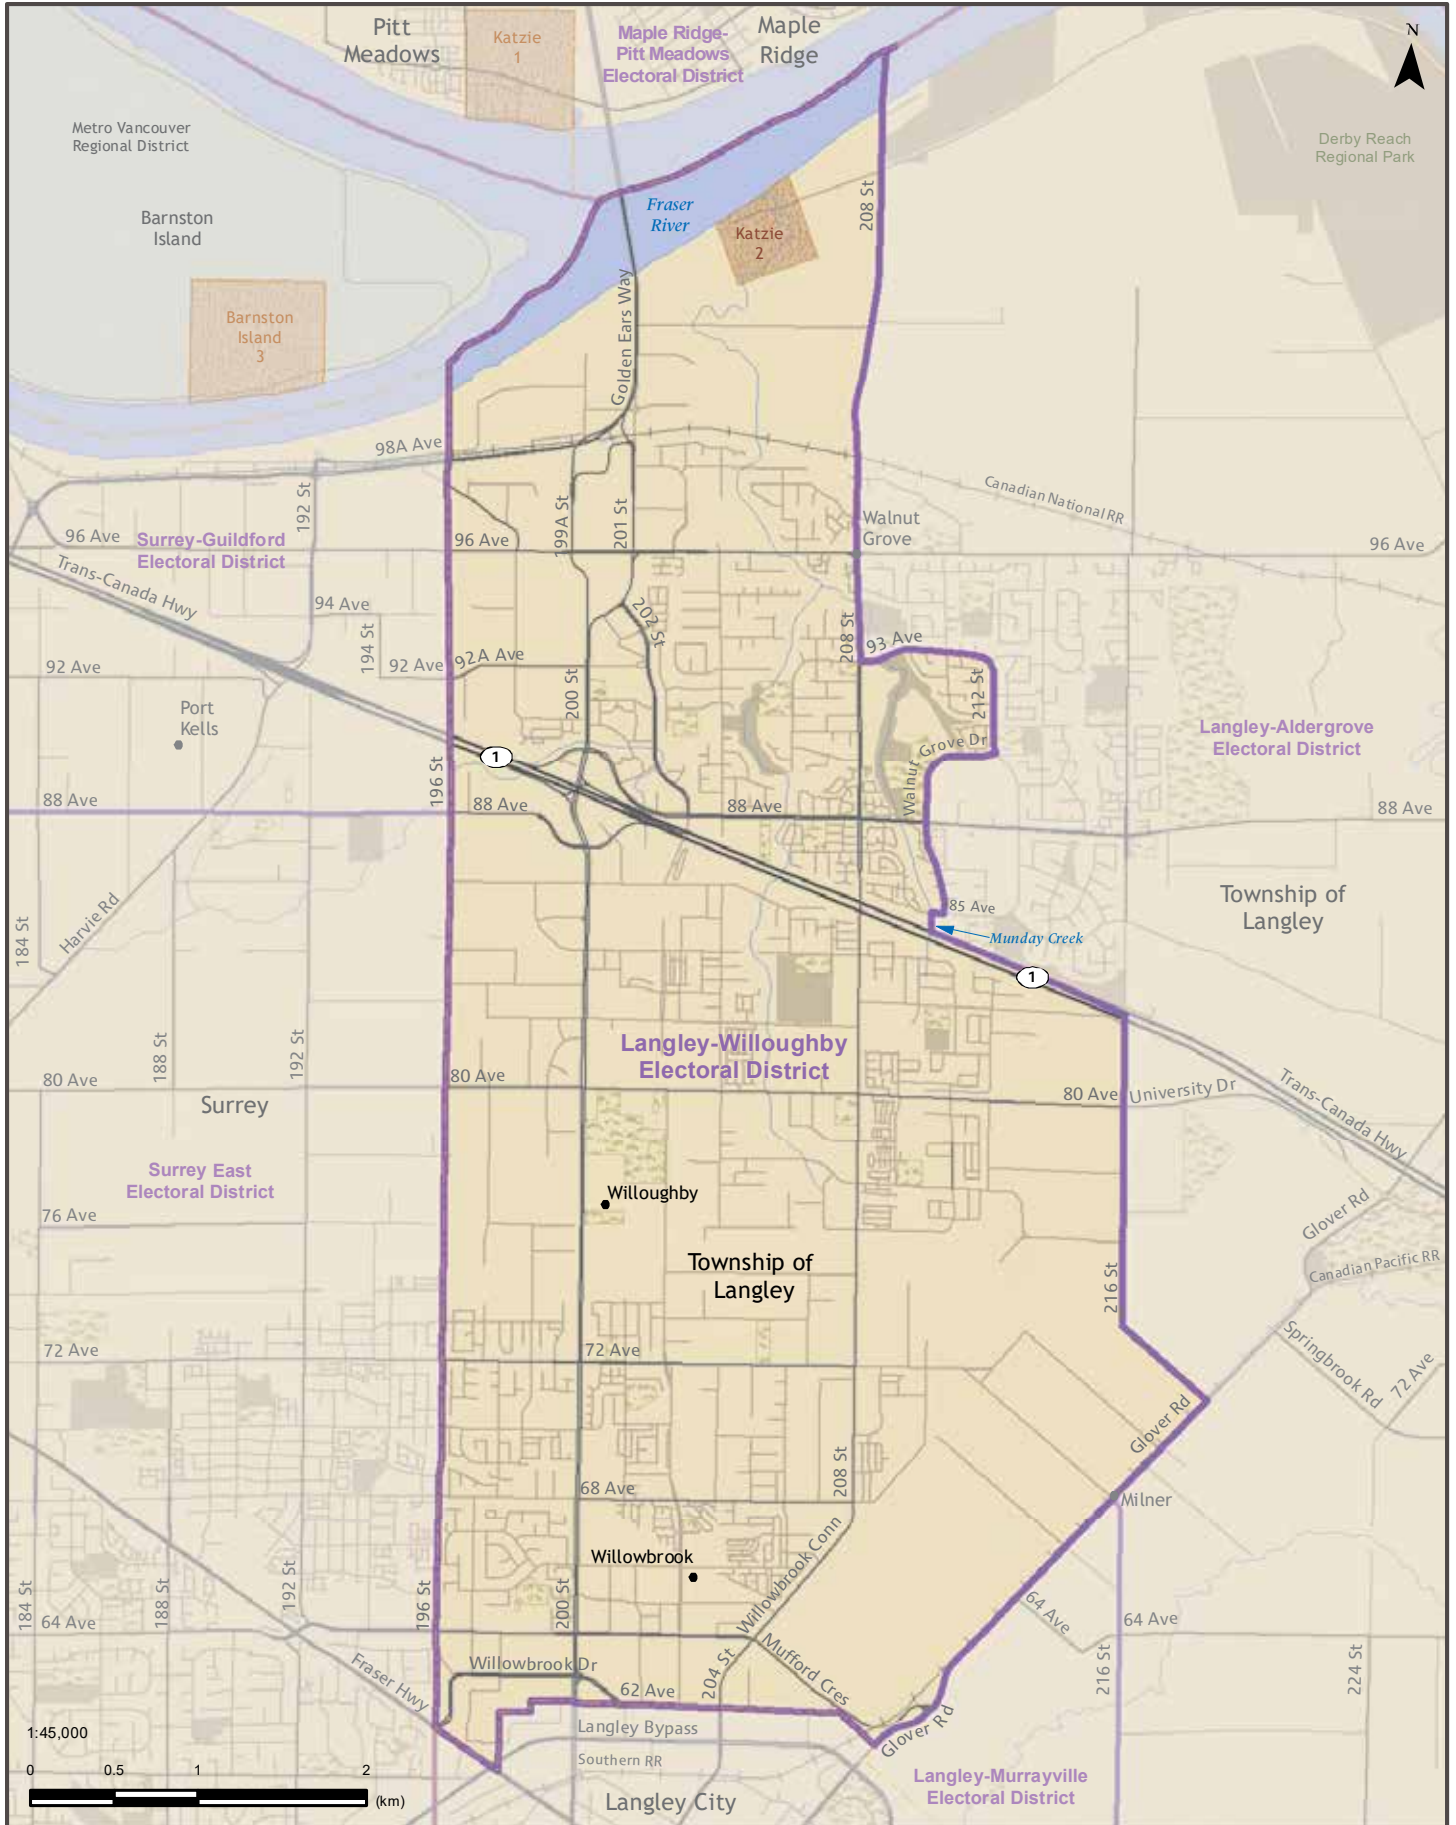 Pitt
Meadows
Katzie
1
Maple Ridge-
Pitt Meadows
Electoral District
Maple
Ridge
N
Metro Vancouver
Regional District
Derby Reach
Regional Park
Barnston
Island
Fraser
River
Katzie
2
208 St
Barnston
Island
3
Golden Ears Way
98A Ave
192 St
199A St
201 St
Canadian National RR
Walnut
Grove
96 Ave
Surrey-Guildford
Electoral District
96 Ave
96 Ave
Trans-Canada Hwy
94 Ave
202 St
194 St
208 St
93 Ave
92 Ave
92 Ave
92A Ave
200 St
212 St
Port
Kells
Langley-Aldergrove
Electoral District
Walnut Grove Dr
1
196 St
88 Ave
88 Ave
88 Ave
88 Ave
Harvie Rd
184 St
85 Ave
Munday Creek
Township of
Langley
1
188 St
192 St
Langley-Willoughby
Electoral District
80 Ave
80 Ave
80 Ave
University Dr
Trans-Canada Hwy
Surrey
Surrey East
Electoral District
Willoughby
76 Ave
Glover Rd
Township of
Langley
Canadian Pacific RR
216 St
72 Ave
72 Ave
Springbrook Rd
72 Ave
Glover Rd
208 St
68 Ave
Milner
Willowbrook
Willowbrook Conn
184 St
188 St
192 St
196 St
200 St
64 Ave
64 Ave
64 Ave
Mufford Cres
204 St
216 St
224 St
Fraser Hwy
Willowbrook Dr
62 Ave
Glover Rd
Langley Bypass
1:45,000
Southern RR
0
0.5
1
2
(km)
Langley City
Langley-Murrayville
Electoral District